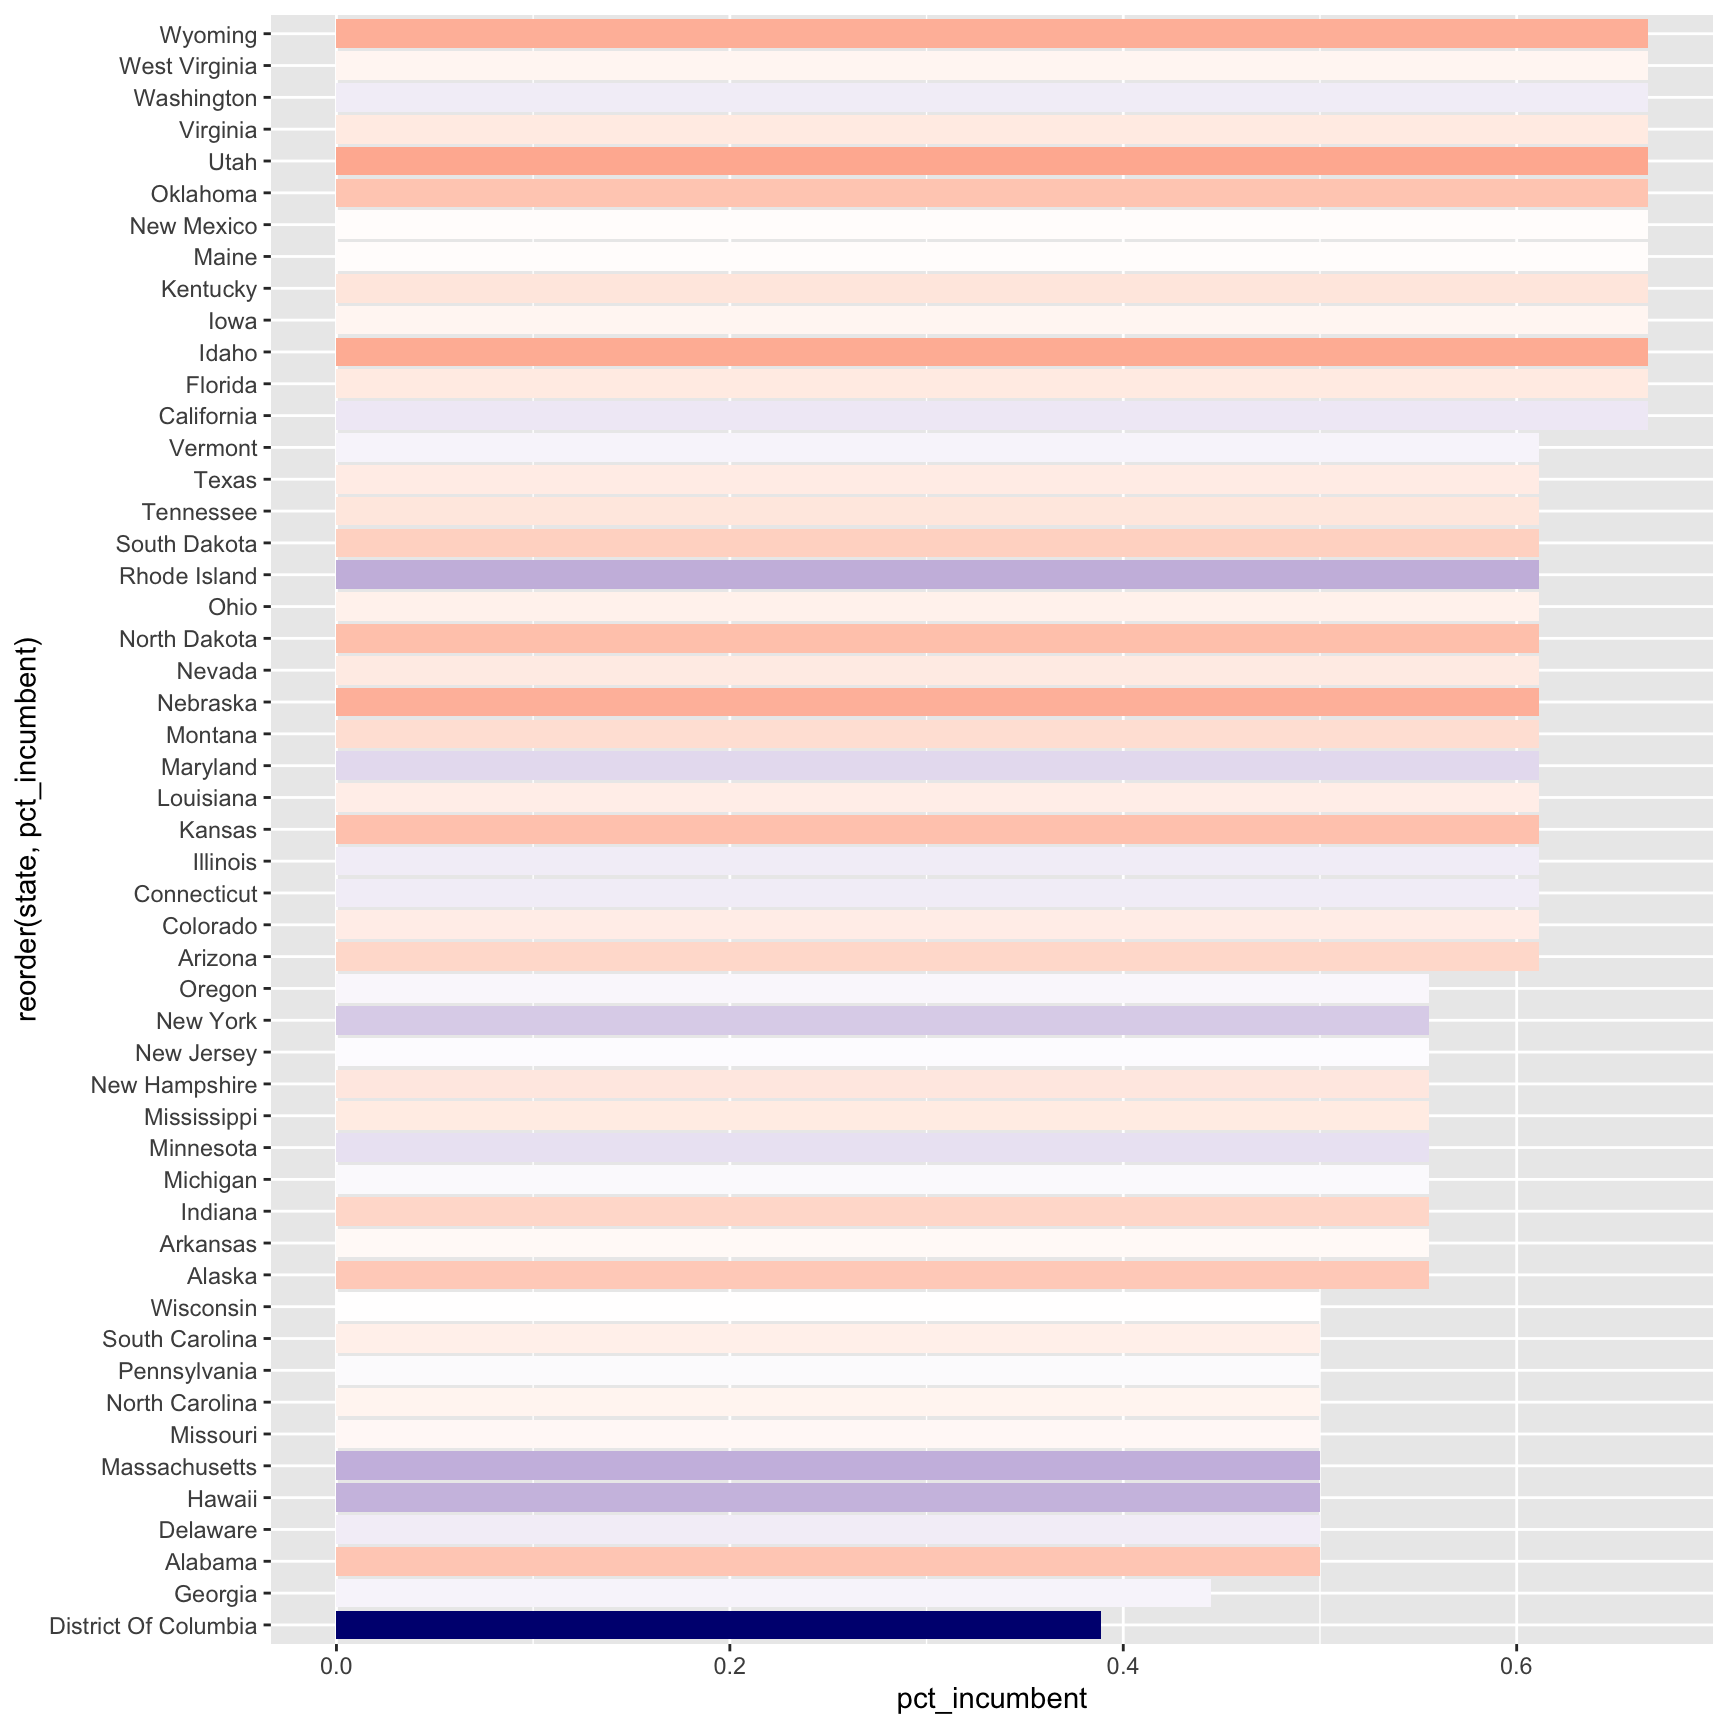 Wyoming
West Virginia
Washington
Virginia
Utah
Oklahoma
New Mexico
Maine
Kentucky
Iowa
Idaho
Florida
California
Vermont
Texas
Tennessee
South Dakota
Rhode Island
Ohio
North Dakota
Nevada
Nebraska
Montana
Maryland
Louisiana
Kansas
Illinois
Connecticut
Colorado
Arizona
Oregon
New York
New Jersey
New Hampshire
Mississippi
Minnesota
Michigan
Indiana
Arkansas
Alaska
Wisconsin
South Carolina
Pennsylvania
North Carolina
Missouri
Massachusetts
Hawaii
Delaware
Alabama
Georgia
District Of Columbia
reorder(state, pct_incumbent)
0.0 0.2 0.4 0.6
pct_incumbent